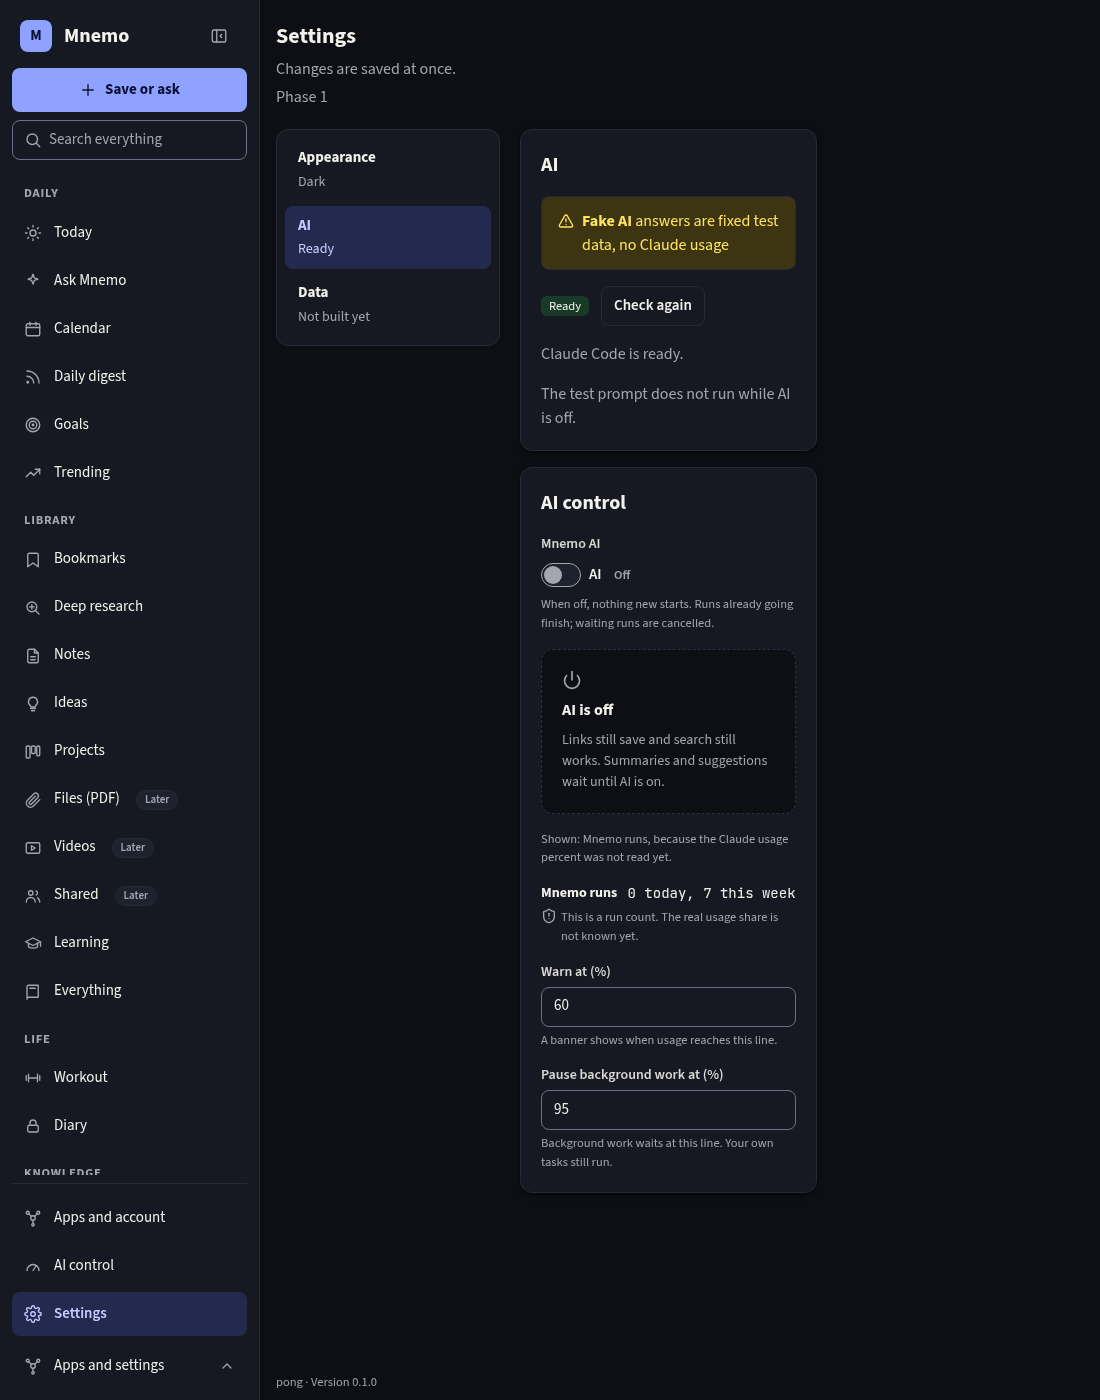 M Mnemo
Save or ask
Search everything
DAILY
Today
Ask Mnemo
Calendar
Daily digest
Goals
Trending
LIBRARY
Bookmarks
Deep research
Notes
Ideas
Projects
Files (PDF) Later
Videos Later
Shared Later
Learning
Everything
LIFE
Workout
Diary
KNOWLEDGE
Apps and account
AI control
Settings
Apps and settings
Settings
Changes are saved at once.
Phase 1
Appearance
Dark
AI
Ready
Data
Not built yet
AI
Fake AI answers are fixed test
data, no Claude usage
Ready Check again
Claude Code is ready.
The test prompt does not run while AI
is off.
AI control
Mnemo AI
AI Off
When off, nothing new starts. Runs already going
finish; waiting runs are cancelled.
AI is off
Links still save and search still
works. Summaries and suggestions
wait until AI is on.
Shown: Mnemo runs, because the Claude usage
percent was not read yet.
Mnemo runs 0 today, 7 this week
This is a run count. The real usage share is
not known yet.
Warn at (%)
60
A banner shows when usage reaches this line.
Pause background work at (%)
95
Background work waits at this line. Your own
tasks still run.
pong · Version 0.1.0